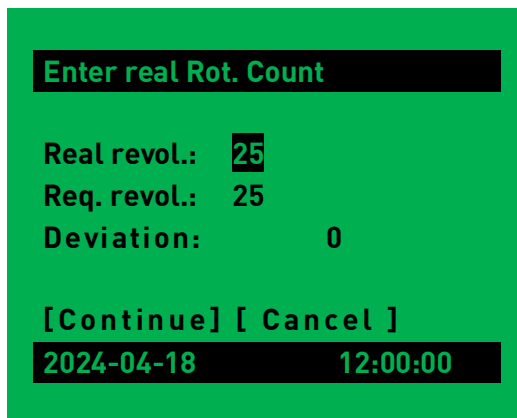 Enter real Rot. Count
Real revol.: 25
Req. revol.: 25
Deviation: 0
[Continue] [ Cancel ]
2024-04-18 12:00:00